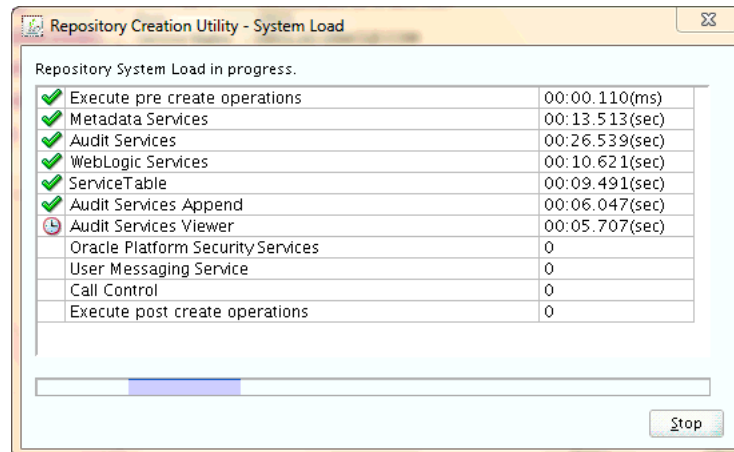 Repository Creation Utility - System Load
Repository System Load in progress.
Execute pre create operations 00:00.110(ms)
Metadata Services 00:13.513(sec)
Audit Services 00:26.539(sec)
WebLogic Services 00:10.621(sec)
ServiceTable 00:09.491(sec)
Audit Services Append 00:06.047(sec)
Audit Services Viewer 00:05.707(sec)
Oracle Platform Security Services 0
User Messaging Service 0
Call Control 0
Execute post create operations 0
Stop